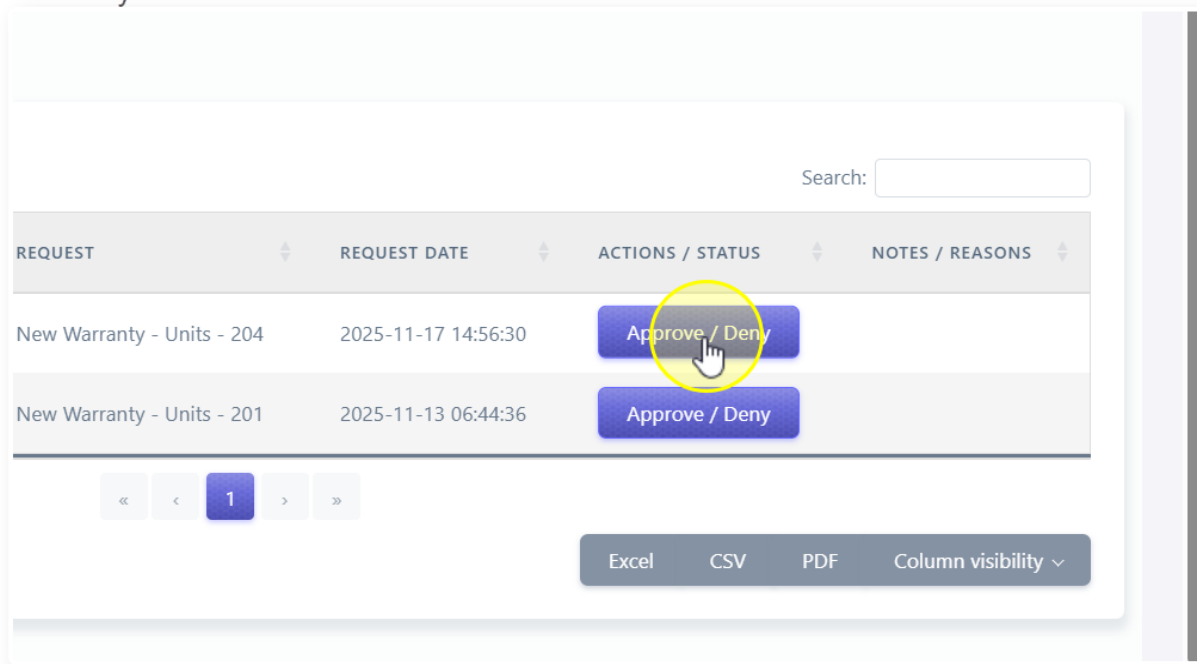 Search:
REQUEST REQUEST DATE ACTIONS / STATUS NOTES / REASONS
New Warranty - Units - 204 2025-11-17 14:56:30 Approve / Deny
New Warranty - Units - 201 2025-11-13 06:44:36 Approve / Deny
« ‹ 1 › »
Excel CSV PDF Column visibility